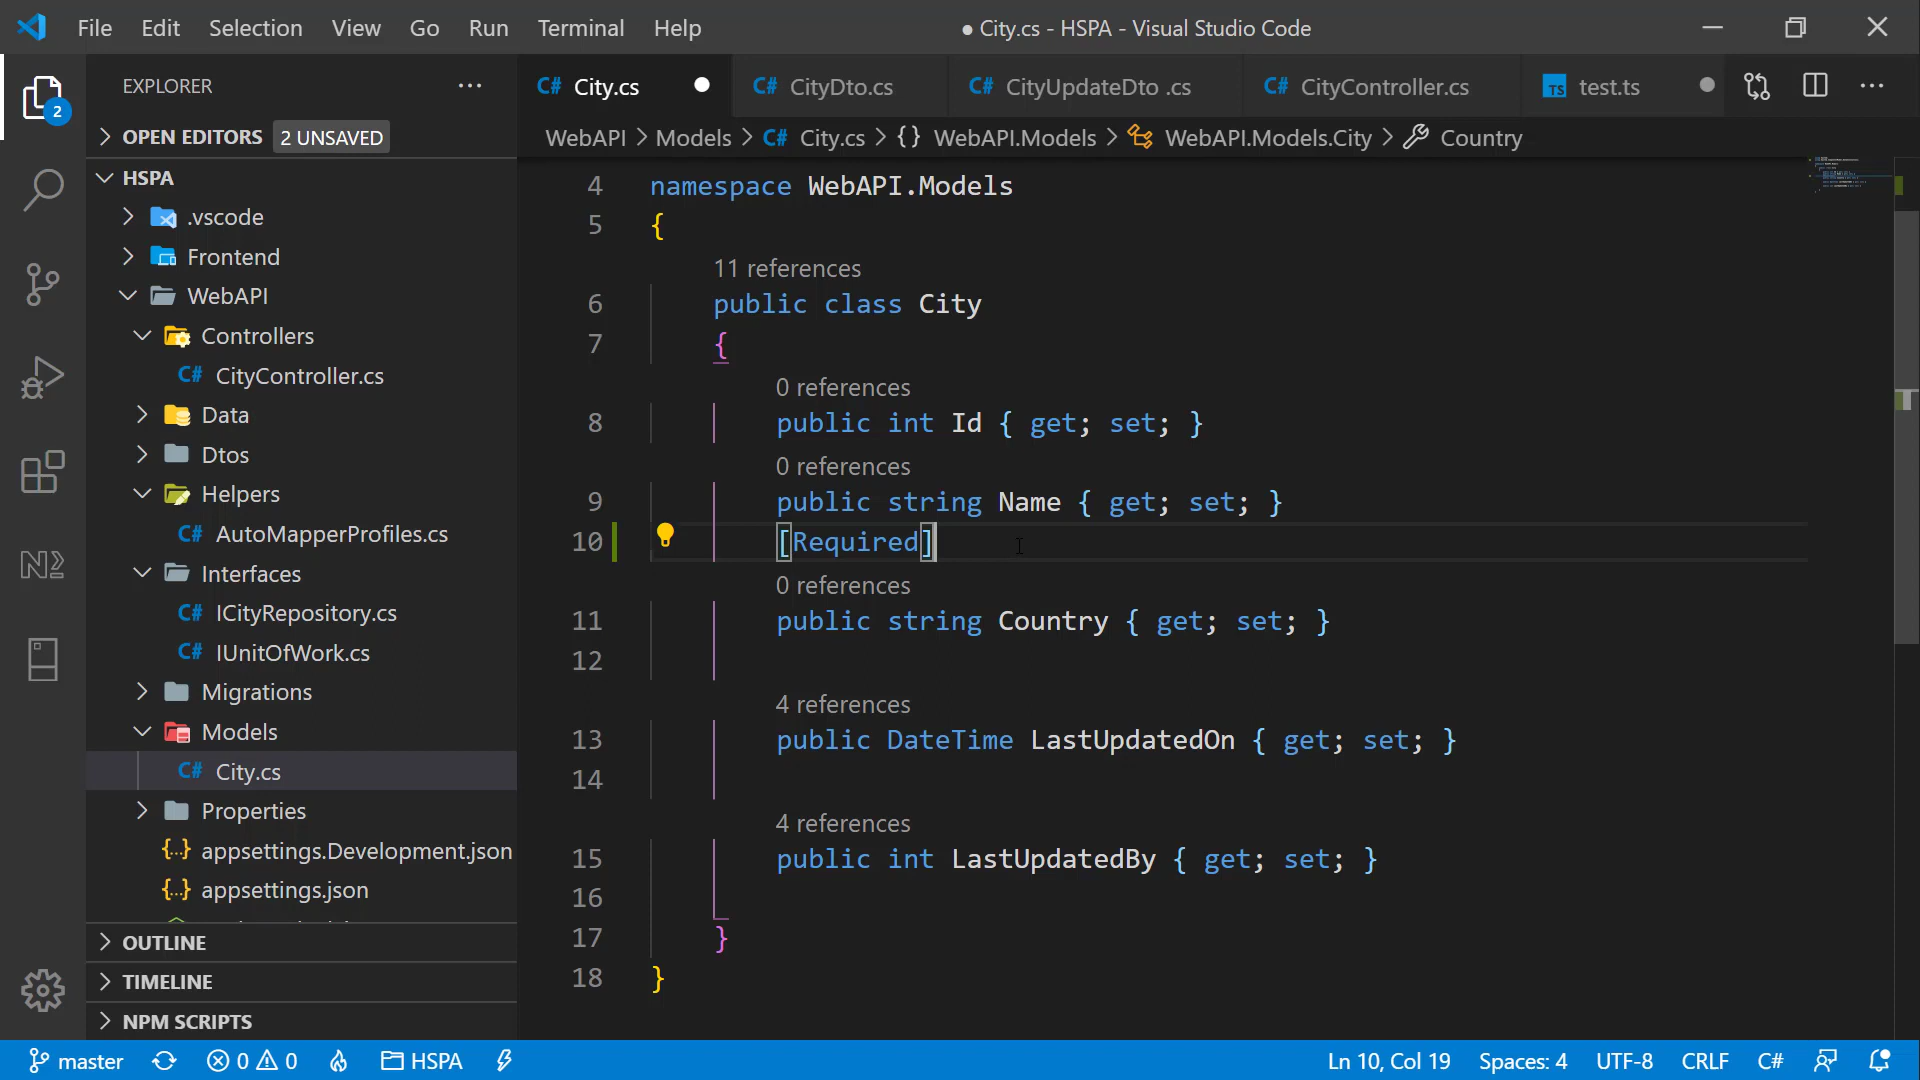 File Edit Selection View Go Run Terminal Help
● City.cs - HSPA - Visual Studio Code
2
EXPLORER
OPEN EDITORS 2 UNSAVED
HSPA
.vscode
Frontend
WebAPI
Controllers
C# CityController.cs
Data
Dtos
Helpers
C# AutoMapperProfiles.cs
Interfaces
C# ICityRepository.cs
C# IUnitOfWork.cs
Migrations
Models
C# City.cs
Properties
{..} appsettings.Development.json
{..} appsettings.json
OUTLINE
TIMELINE
NPM SCRIPTS
C# City.cs ● C# CityDto.cs C# CityUpdateDto .cs C# CityController.cs TS test.ts ●
WebAPI > Models > C# City.cs > {} WebAPI.Models > WebAPI.Models.City > Country
4 namespace WebAPI.Models
5 {
11 references
6 public class City
7 {
0 references
8 public int Id { get; set; }
0 references
9 public string Name { get; set; }
10 [Required]
0 references
11 public string Country { get; set; }
12
4 references
13 public DateTime LastUpdatedOn { get; set; }
14
4 references
15 public int LastUpdatedBy { get; set; }
16
17 }
18 }
master 0 0 HSPA Ln 10, Col 19 Spaces: 4 UTF-8 CRLF C#